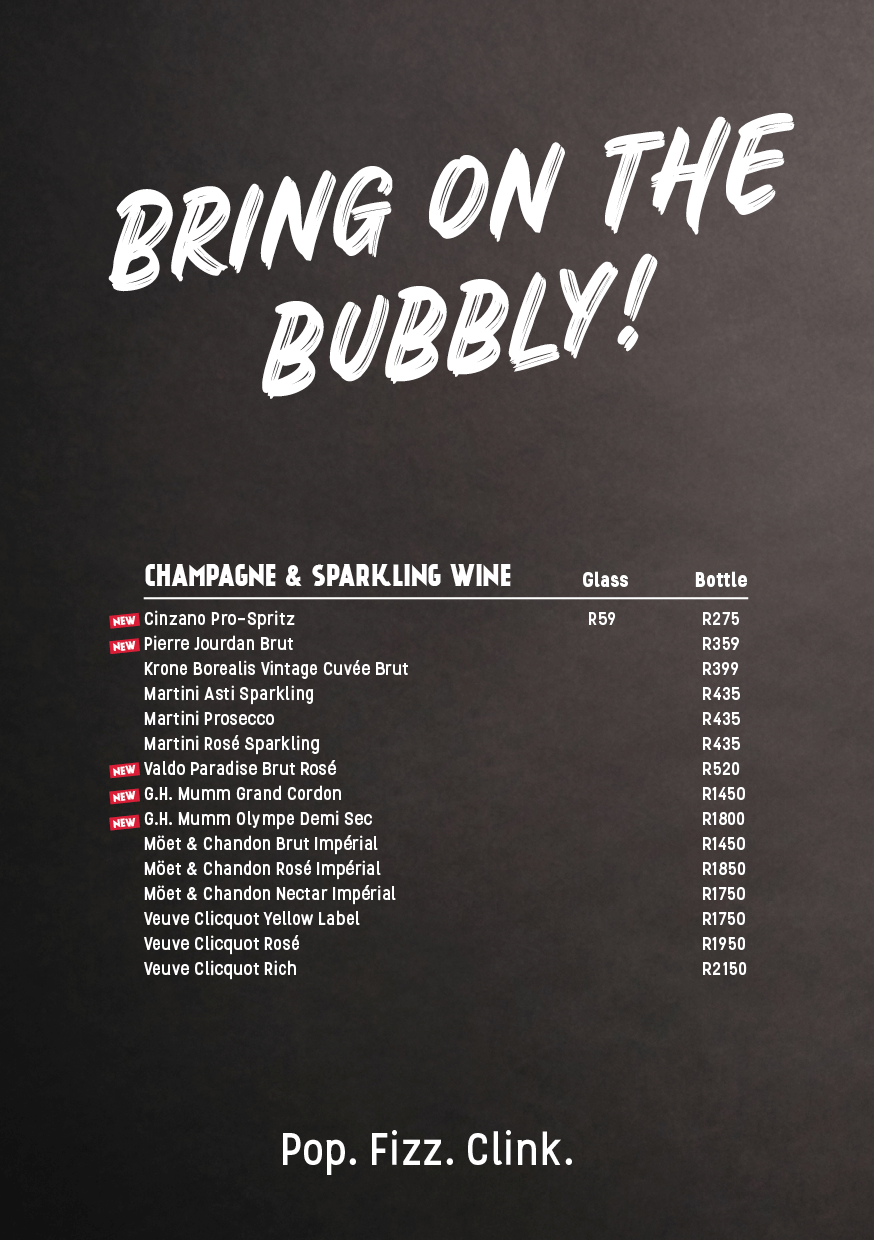 BRING ON THE
BUBBLY!
CHAMPAGNE & SPARKLING WINE Glass Bottle
NEW Cinzano Pro-Spritz R59 R275
NEW Pierre Jourdan Brut R359
Krone Borealis Vintage Cuvée Brut R399
Martini Asti Sparkling R435
Martini Prosecco R435
Martini Rosé Sparkling R435
NEW Valdo Paradise Brut Rosé R520
NEW G.H. Mumm Grand Cordon R1450
NEW G.H. Mumm Olympe Demi Sec R1800
Möet & Chandon Brut Impérial R1450
Möet & Chandon Rosé Impérial R1850
Möet & Chandon Nectar Impérial R1750
Veuve Clicquot Yellow Label R1750
Veuve Clicquot Rosé R1950
Veuve Clicquot Rich R2150
Pop. Fizz. Clink.